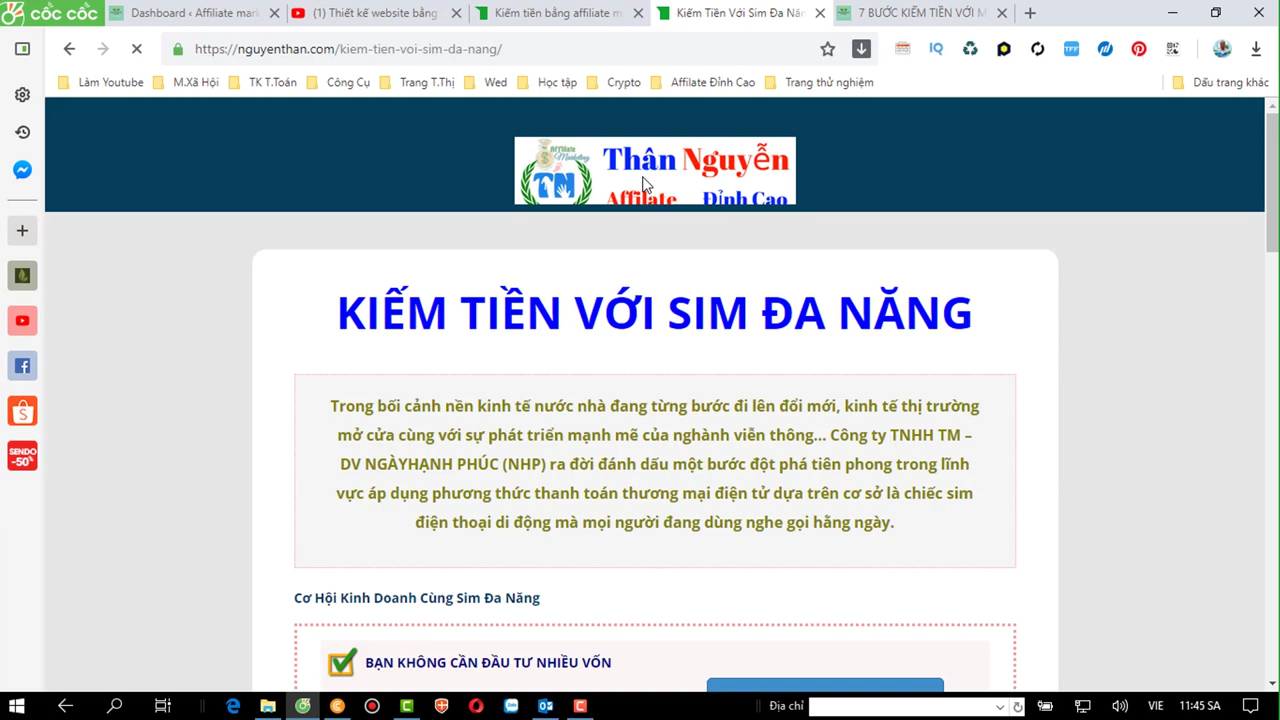 cốc cốc
Dashboard ‹ Affiliate mark
(1) Thiết kế website bằng
Kiếm tiền bằng affiliate m
Kiếm Tiền Với Sim Đa Năn
7 BƯỚC KIẾM TIỀN VỚI M
https://nguyenthan.com/kiem-tien-voi-sim-da-nang/
IQ
TFF
Làm Youtube
M.Xã Hội
TK T.Toán
Công Cụ
Trang T.Thị
Wed
Học tập
Crypto
Affilate Đỉnh Cao
Trang thử nghiệm
Dấu trang khác
AFFiliate
Marketing
TN
Thân Nguyễn
Affilate Đỉnh Cao
KIẾM TIỀN VỚI SIM ĐA NĂNG
Trong bối cảnh nền kinh tế nước nhà đang từng bước đi lên đổi mới, kinh tế thị trường
mở cửa cùng với sự phát triển mạnh mẽ của nghành viễn thông... Công ty TNHH TM –
DV NGÀYHẠNH PHÚC (NHP) ra đời đánh dấu một bước đột phá tiên phong trong lĩnh
vực áp dụng phương thức thanh toán thương mại điện tử dựa trên cơ sở là chiếc sim
điện thoại di động mà mọi người đang dùng nghe gọi hằng ngày.
Cơ Hội Kinh Doanh Cùng Sim Đa Năng
BẠN KHÔNG CẦN ĐẦU TƯ NHIỀU VỐN
SENDO
-50%
Địa chỉ
VIE
11:45 SA